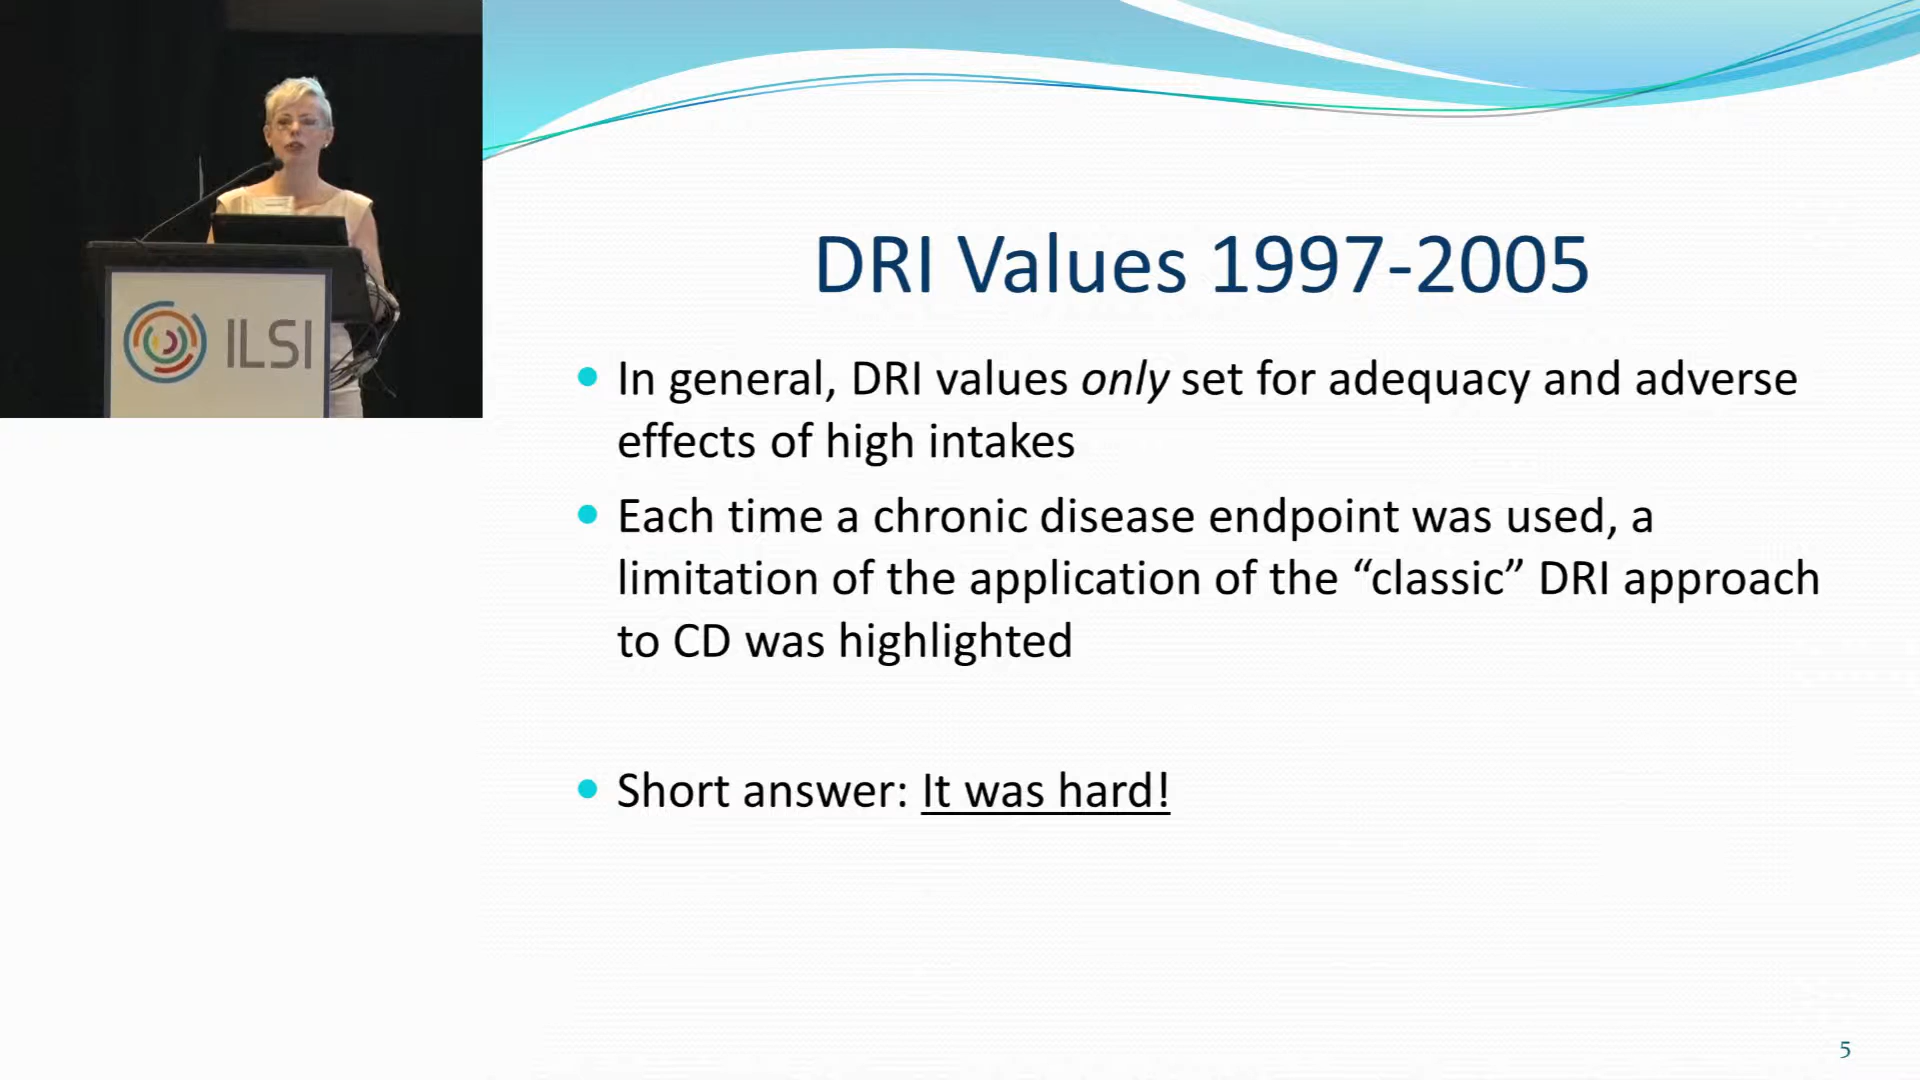 ILSI
DRI Values 1997-2005
In general, DRI values only set for adequacy and adverse
effects of high intakes
Each time a chronic disease endpoint was used, a
limitation of the application of the “classic” DRI approach
to CD was highlighted
Short answer: It was hard!
5